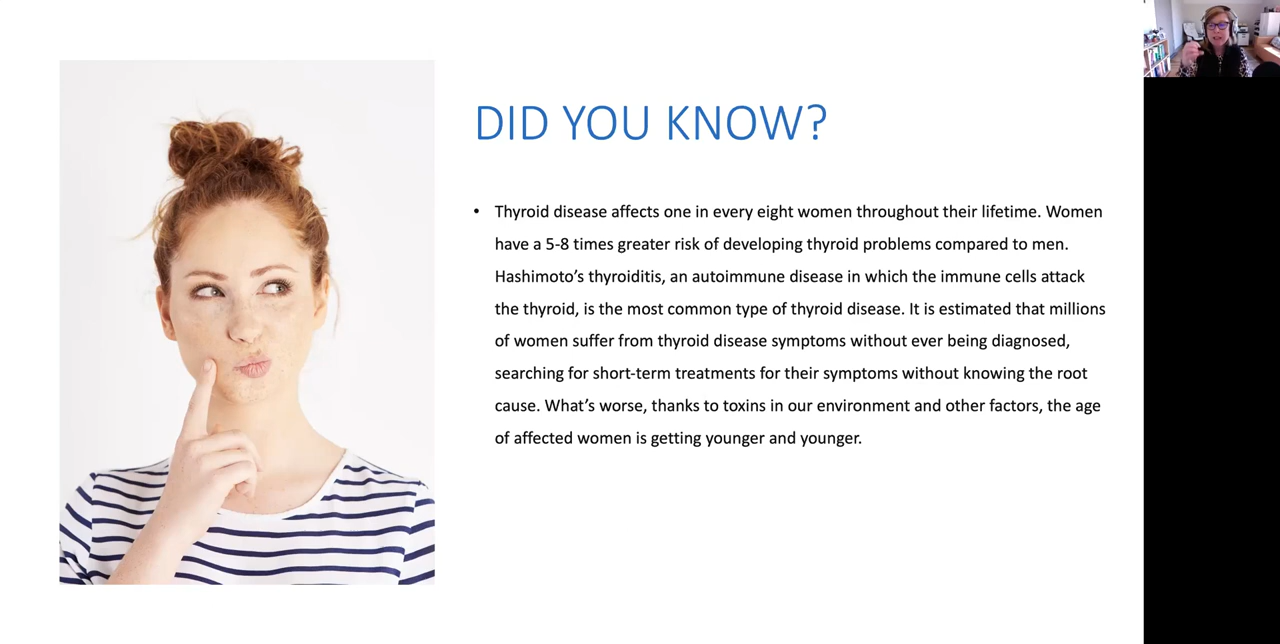 DID YOU KNOW?
• Thyroid disease affects one in every eight women throughout their lifetime. Women
have a 5-8 times greater risk of developing thyroid problems compared to men.
Hashimoto’s thyroiditis, an autoimmune disease in which the immune cells attack
the thyroid, is the most common type of thyroid disease. It is estimated that millions
of women suffer from thyroid disease symptoms without ever being diagnosed,
searching for short-term treatments for their symptoms without knowing the root
cause. What’s worse, thanks to toxins in our environment and other factors, the age
of affected women is getting younger and younger.